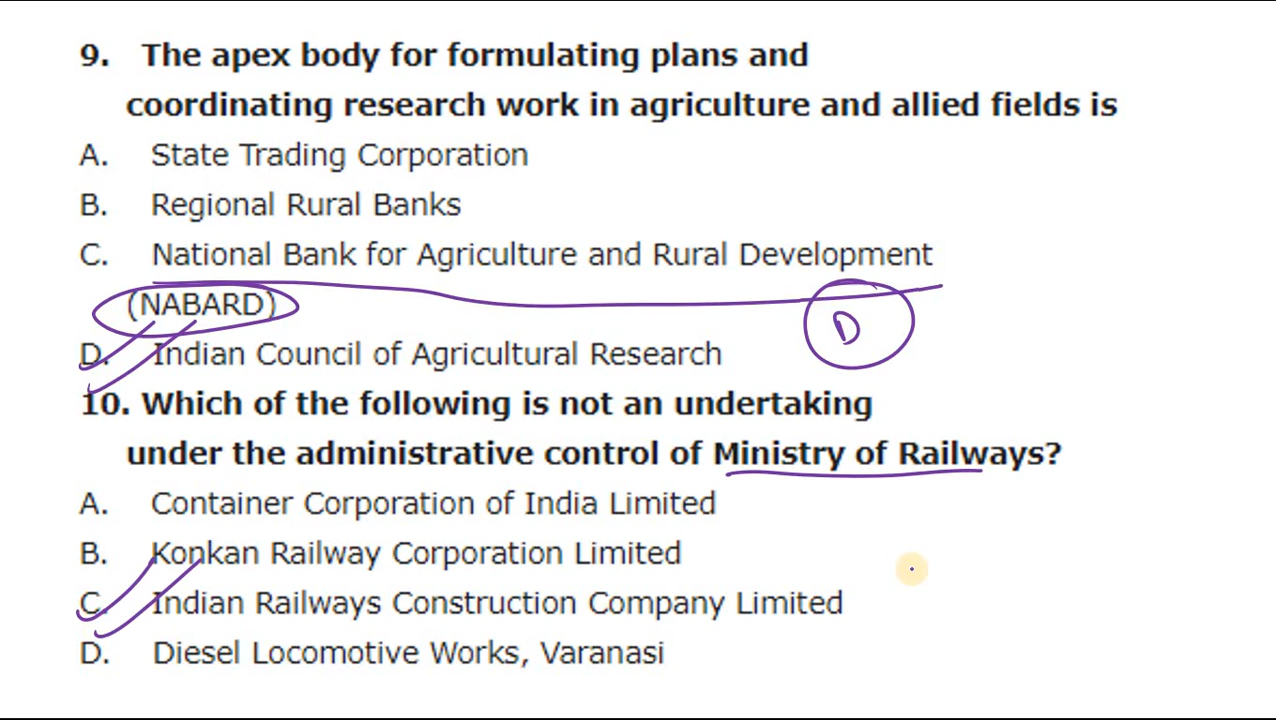 9. The apex body for formulating plans and
coordinating research work in agriculture and allied fields is
A. State Trading Corporation
B. Regional Rural Banks
C. National Bank for Agriculture and Rural Development
(NABARD)
D
D. Indian Council of Agricultural Research
10. Which of the following is not an undertaking
under the administrative control of Ministry of Railways?
A. Container Corporation of India Limited
B. Konkan Railway Corporation Limited
C. Indian Railways Construction Company Limited
D. Diesel Locomotive Works, Varanasi